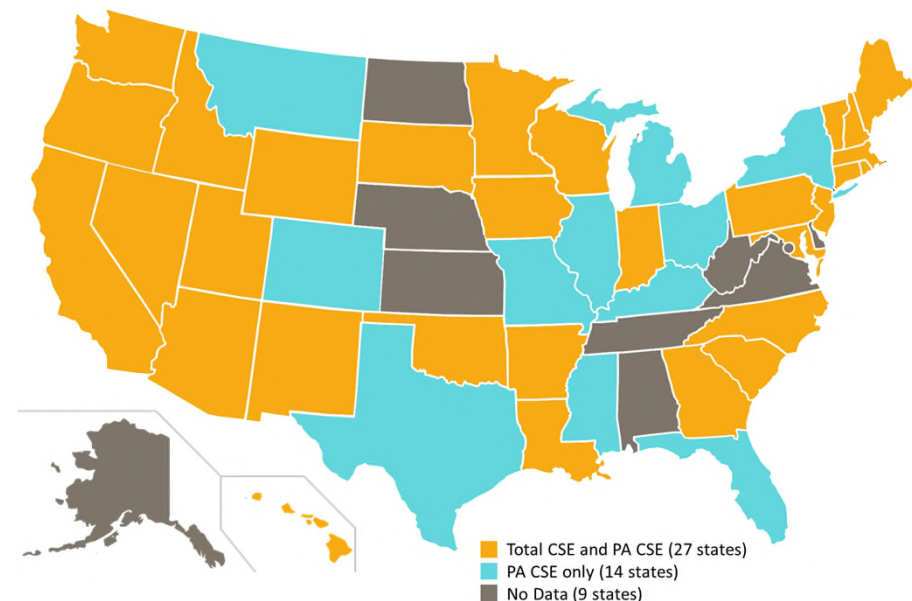 Total CSE and PA CSE (27 states)
PA CSE only (14 states)
No Data (9 states)